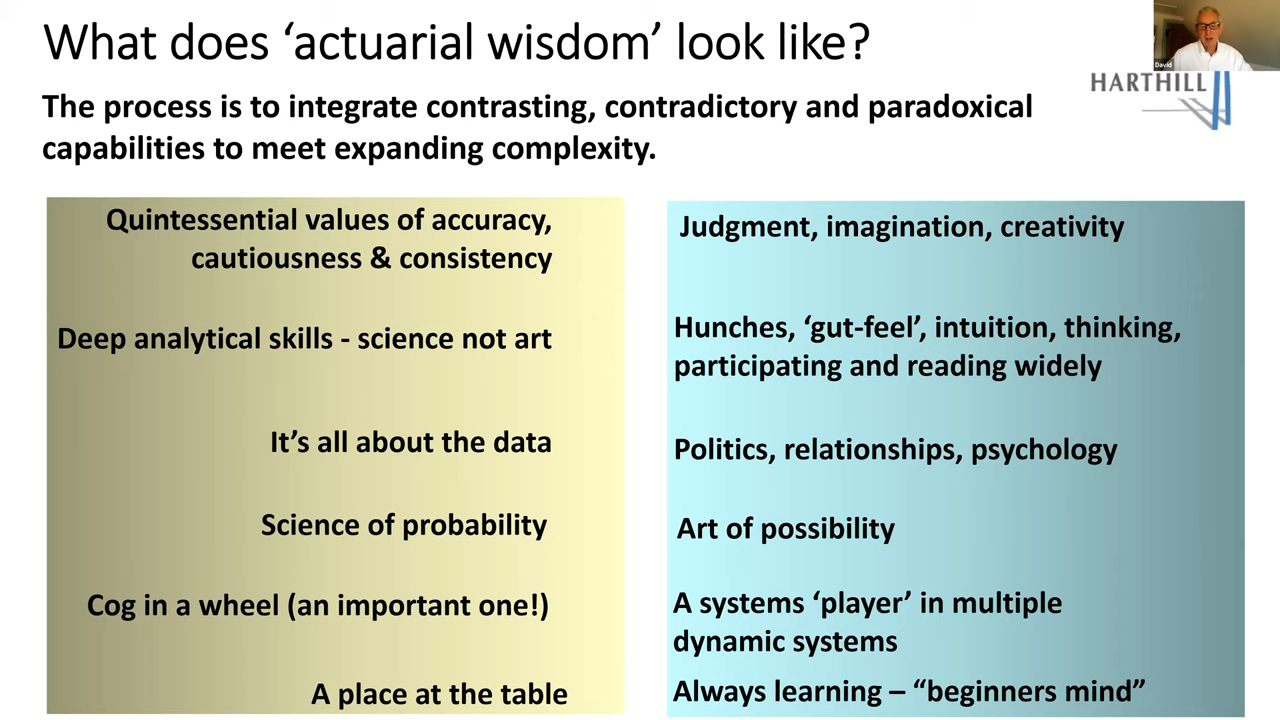 What does ‘actuarial wisdom’ look like?
David
HARTHILL
The process is to integrate contrasting, contradictory and paradoxical
capabilities to meet expanding complexity.
Quintessential values of accuracy,
cautiousness & consistency
Judgment, imagination, creativity
Deep analytical skills - science not art
Hunches, ‘gut-feel’, intuition, thinking,
participating and reading widely
It’s all about the data
Politics, relationships, psychology
Science of probability
Art of possibility
Cog in a wheel (an important one!)
A systems ‘player’ in multiple
dynamic systems
A place at the table
Always learning – “beginners mind”